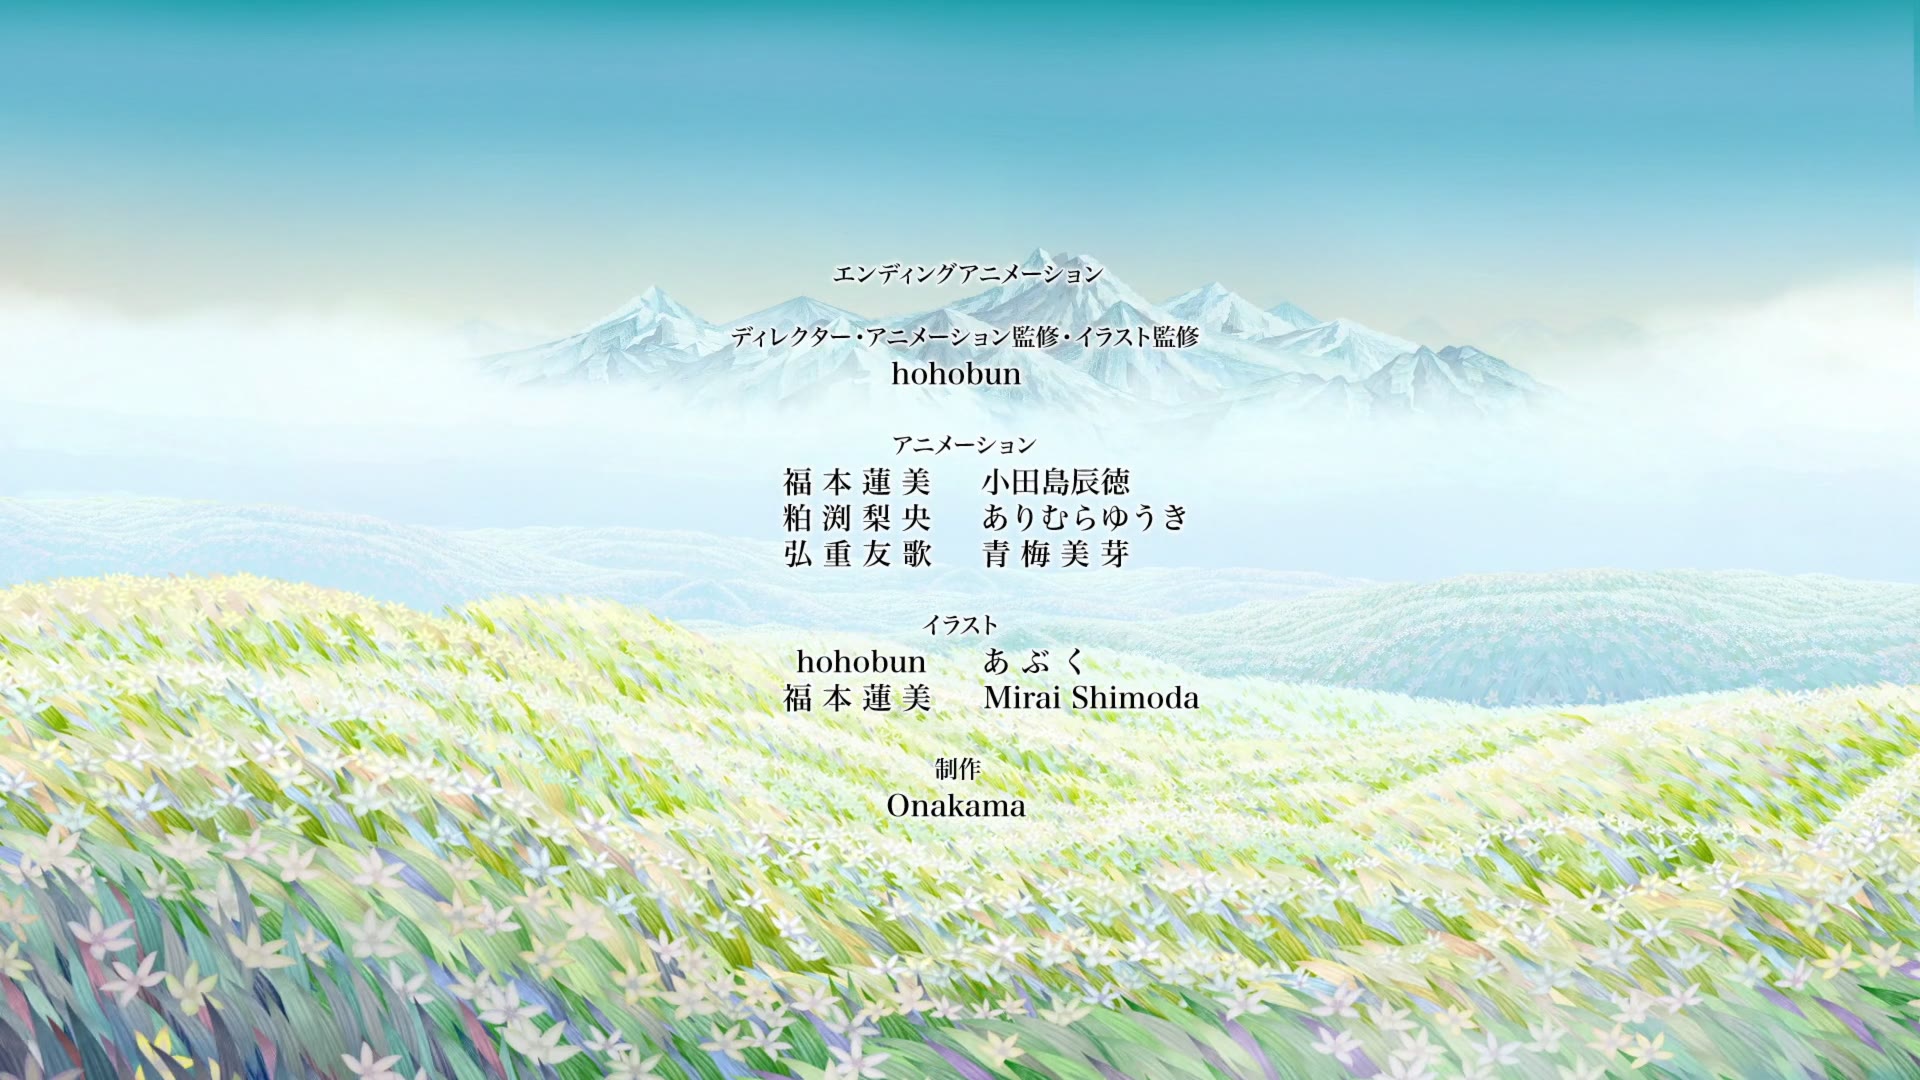 エンディングアニメーション
ディレクター・アニメーション監修・イラスト監修
hohobun
アニメーション
福本蓮美 小田島辰徳
粕渕梨央 ありむらゆうき
弘重友歌 青梅美芽
イラスト
hohobun あぶく
福本蓮美 Mirai Shimoda
制作
Onakama